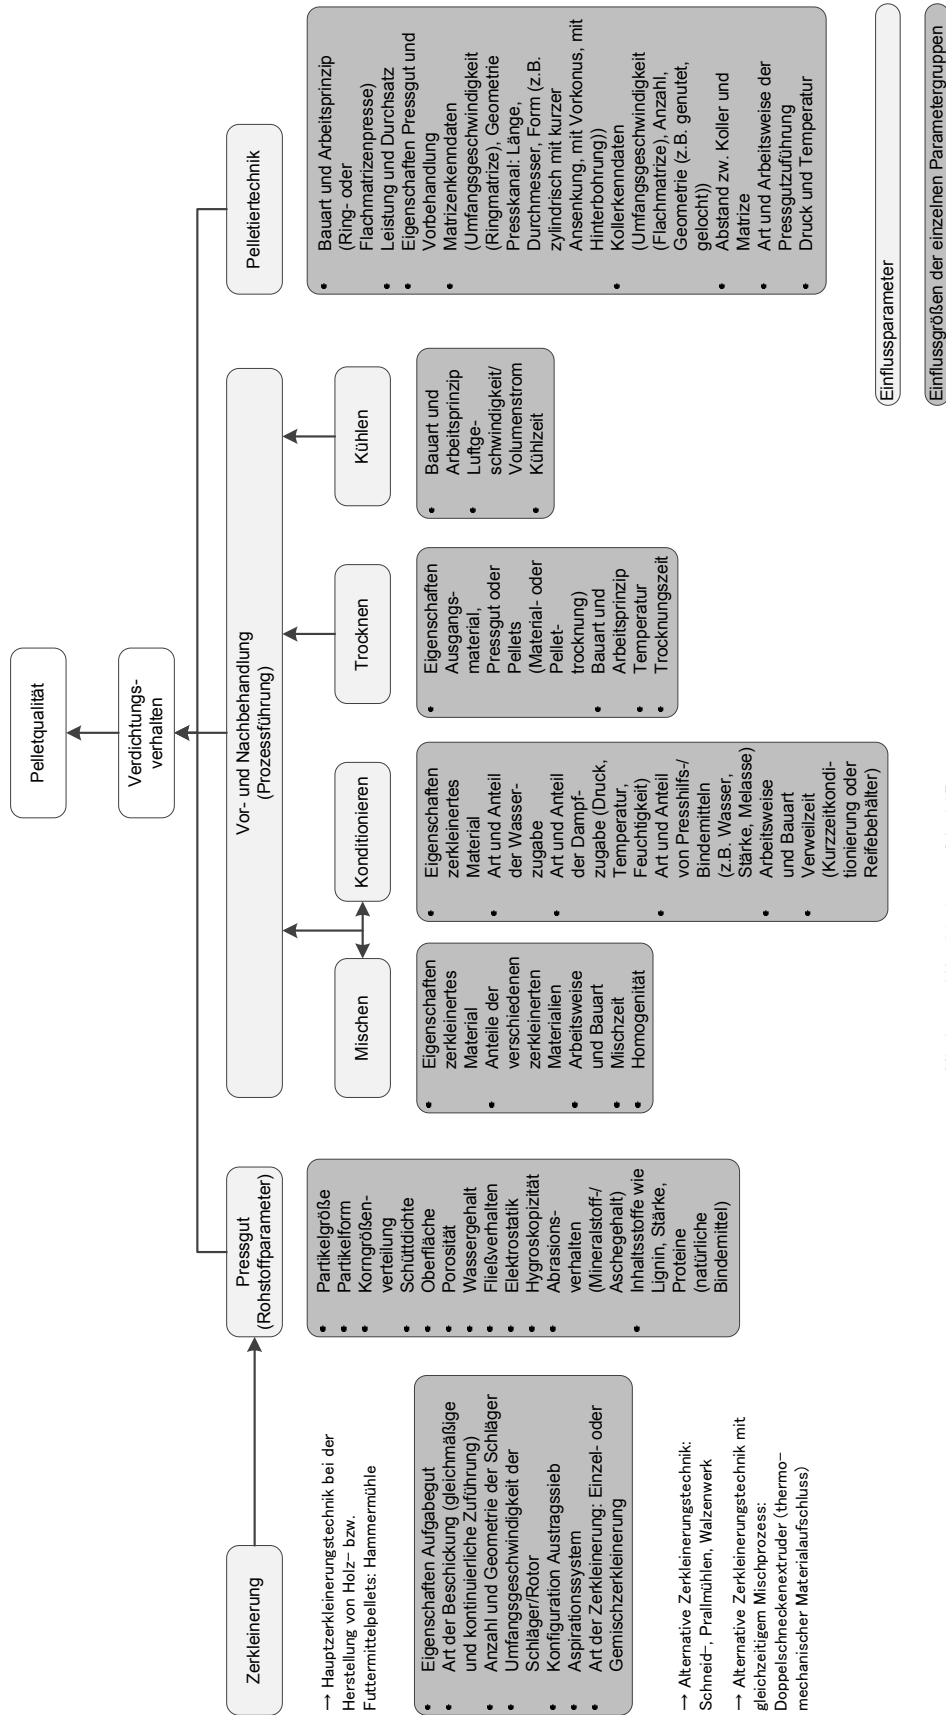 Pelletqualität
Verdichtungs-
verhalten
Zerkleinerung
Pressgut
(Rohstoffparameter)
Vor- und Nachbehandlung
(Prozessführung)
Pelletiertechnik
Mischen
Konditionieren
Trocknen
Kühlen
→ Hauptzerkleinerungstechnik bei der
Herstellung von Holz- bzw.
Futtermittelpellets: Hammermühle
• Eigenschaften Aufgabegut
• Art der Beschickung (gleichmäßige
und kontinuierliche Zuführung)
• Anzahl und Geometrie der Schläger
• Umfangsgeschwindigkeit der
Schläger/Rotor
• Konfiguration Austragssieb
• Aspirationssystem
• Art der Zerkleinerung: Einzel- oder
Gemischzerkleinerung
→ Alternative Zerkleinerungstechnik:
Schneid-, Prallmühlen, Walzenwerk
→ Alternative Zerkleinerungstechnik mit
gleichzeitigem Mischprozess:
Doppelschneckenextruder (thermo-
mechanischer Materialaufschluss)
• Partikelgröße
• Partikelform
• Korngrößen-
verteilung
• Schüttdichte
• Oberfläche
• Porosität
• Wassergehalt
• Fließverhalten
• Elektrostatik
• Hygroskopizität
• Abrasions-
verhalten
(Mineralstoff-/
Aschegehalt)
• Inhaltsstoffe wie
Lignin, Stärke,
Proteine
(natürliche
Bindemittel)
• Eigenschaften
zerkleinertes
Material
• Anteile der
verschiedenen
zerkleinerten
Materialien
• Arbeitsweise
und Bauart
• Mischzeit
• Homogenität
• Eigenschaften
zerkleinertes
Material
• Art und Anteil
der Wasser-
zugabe
• Art und Anteil
der Dampf-
zugabe (Druck,
Temperatur,
Feuchtigkeit)
• Art und Anteil
von Presshilfs-/
Bindemitteln
(z.B. Wasser,
Stärke, Melasse)
• Arbeitsweise
und Bauart
• Verweilzeit
(Kurzzeitkondi-
tionierung oder
Reifebehälter)
• Eigenschaften
Ausgangs-
material,
Pressgut oder
Pellets
(Material- oder
Pellet-
trocknung)
• Bauart und
Arbeitsprinzip
• Temperatur
• Trocknungszeit
• Bauart und
Arbeitsprinzip
• Luftge-
schwindigkeit/
Volumenstrom
• Kühlzeit
• Bauart und Arbeitsprinzip
(Ring- oder
Flachmatrizenpresse)
• Leistung und Durchsatz
• Eigenschaften Pressgut und
Vorbehandlung
• Matrizenkenndaten
(Umfangsgeschwindigkeit
(Ringmatrize), Geometrie
Presskanal: Länge,
Durchmesser, Form (z.B.
zylindrisch mit kurzer
Ansenkung, mit Vorkonus, mit
Hinterbohrung))
• Kollerkenndaten
(Umfangsgeschwindigkeit
(Flachmatrize), Anzahl,
Geometrie (z.B. genutet,
gelocht))
• Abstand zw. Koller und
Matrize
• Art und Arbeitsweise der
Pressgutzuführung
• Druck und Temperatur
Einflussparameter
Einflussgrößen der einzelnen Parametergruppen